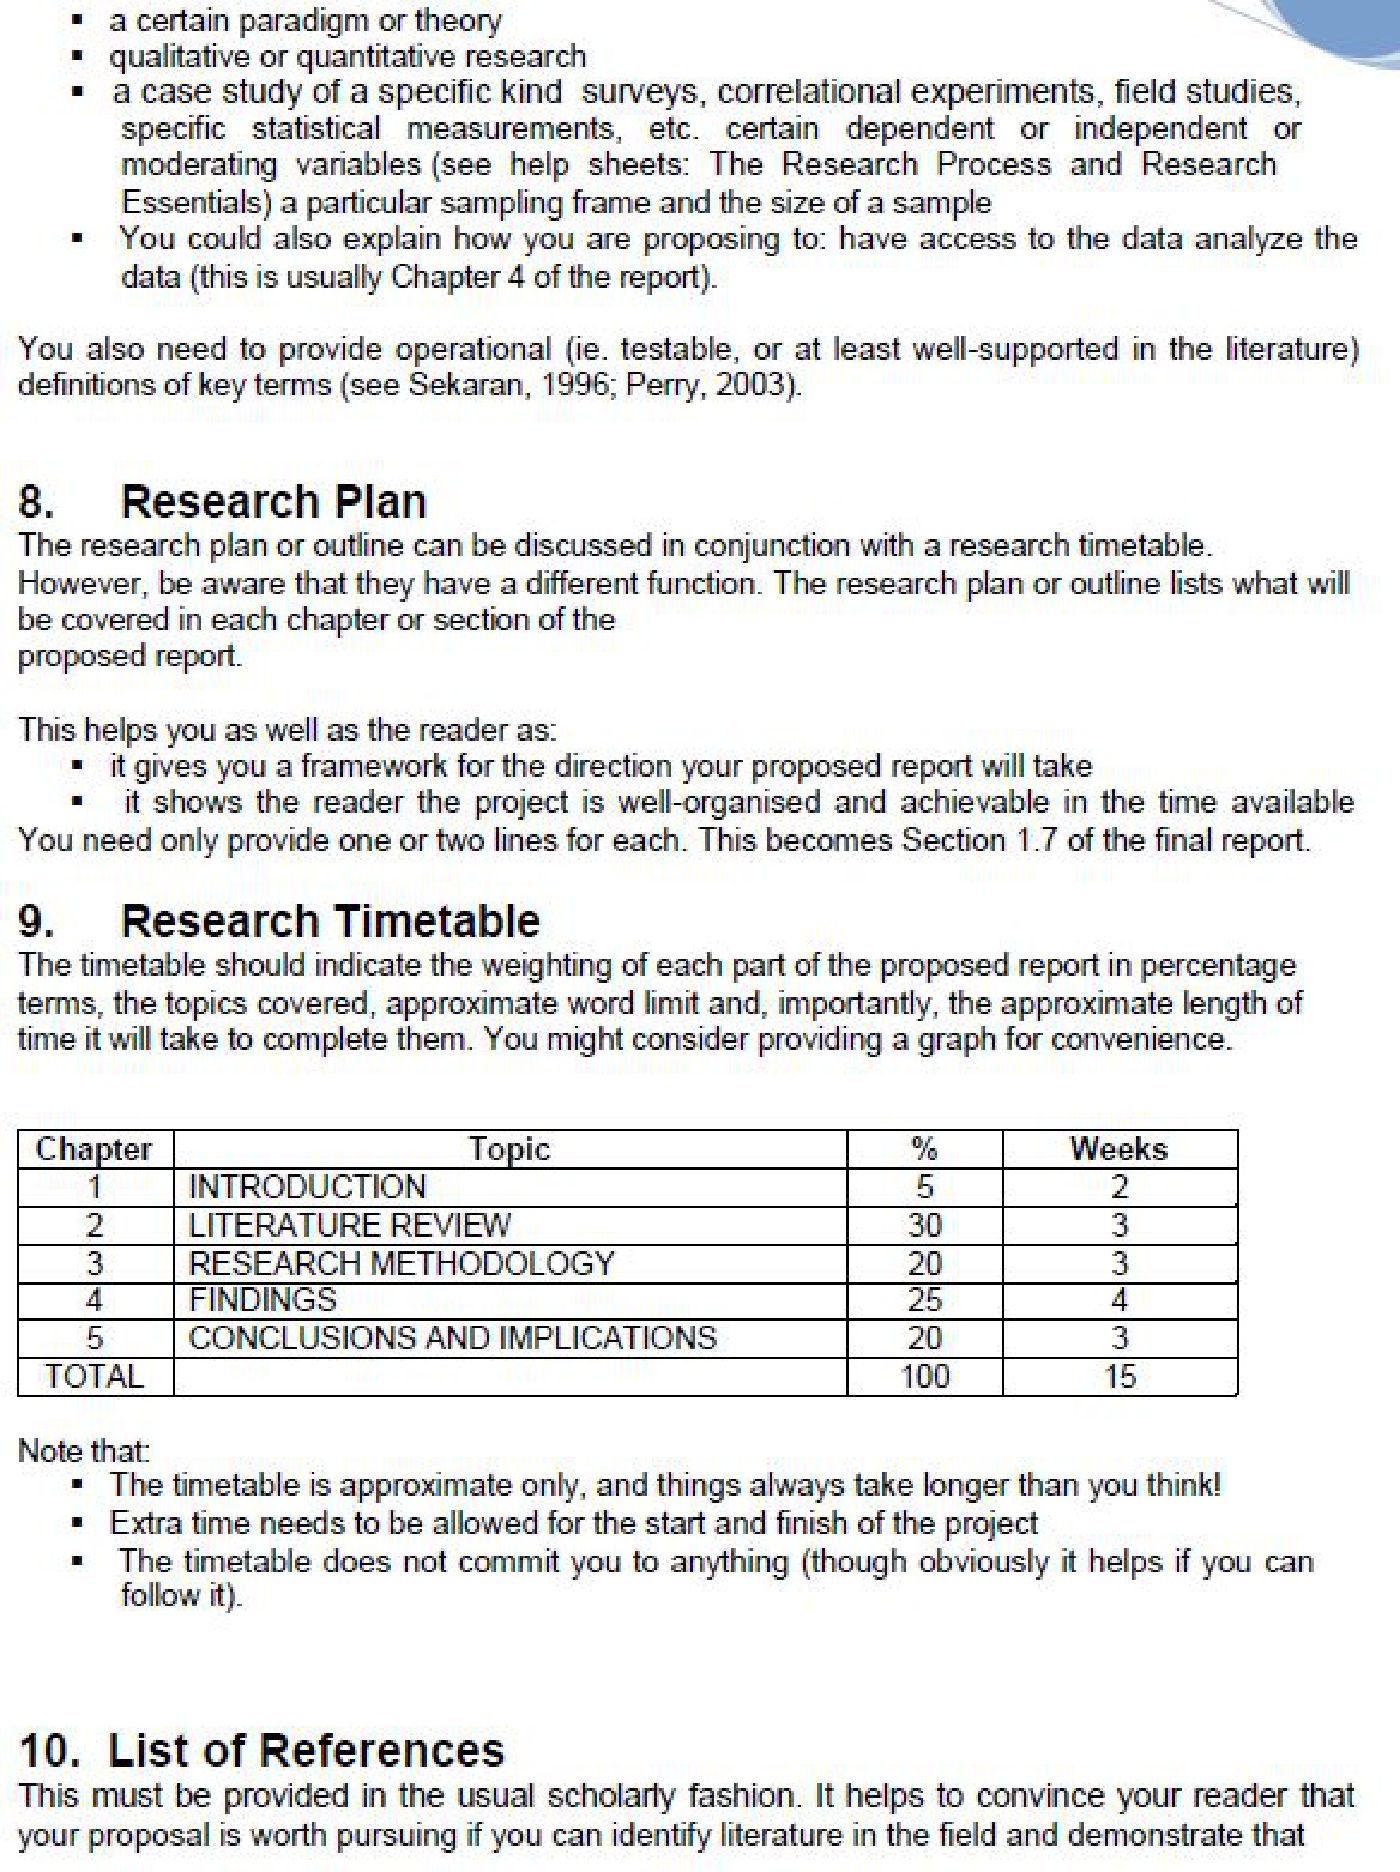 ▪ a certain paradigm or theory
▪ qualitative or quantitative research
▪ a case study of a specific kind surveys, correlational experiments, field studies,
specific statistical measurements, etc. certain dependent or independent or
moderating variables (see help sheets: The Research Process and Research
Essentials) a particular sampling frame and the size of a sample
▪ You could also explain how you are proposing to: have access to the data analyze the
data (this is usually Chapter 4 of the report).
You also need to provide operational (ie. testable, or at least well-supported in the literature)
definitions of key terms (see Sekaran, 1996; Perry, 2003).
8. Research Plan
The research plan or outline can be discussed in conjunction with a research timetable.
However, be aware that they have a different function. The research plan or outline lists what will
be covered in each chapter or section of the
proposed report.
This helps you as well as the reader as:
▪ it gives you a framework for the direction your proposed report will take
▪ it shows the reader the project is well-organised and achievable in the time available
You need only provide one or two lines for each. This becomes Section 1.7 of the final report.
9. Research Timetable
The timetable should indicate the weighting of each part of the proposed report in percentage
terms, the topics covered, approximate word limit and, importantly, the approximate length of
time it will take to complete them. You might consider providing a graph for convenience.
Chapter Topic % Weeks
1 INTRODUCTION 5 2
2 LITERATURE REVIEW 30 3
3 RESEARCH METHODOLOGY 20 3
4 FINDINGS 25 4
5 CONCLUSIONS AND IMPLICATIONS 20 3
TOTAL 100 15
Note that:
▪ The timetable is approximate only, and things always take longer than you think!
▪ Extra time needs to be allowed for the start and finish of the project
▪ The timetable does not commit you to anything (though obviously it helps if you can
follow it).
10. List of References
This must be provided in the usual scholarly fashion. It helps to convince your reader that
your proposal is worth pursuing if you can identify literature in the field and demonstrate that